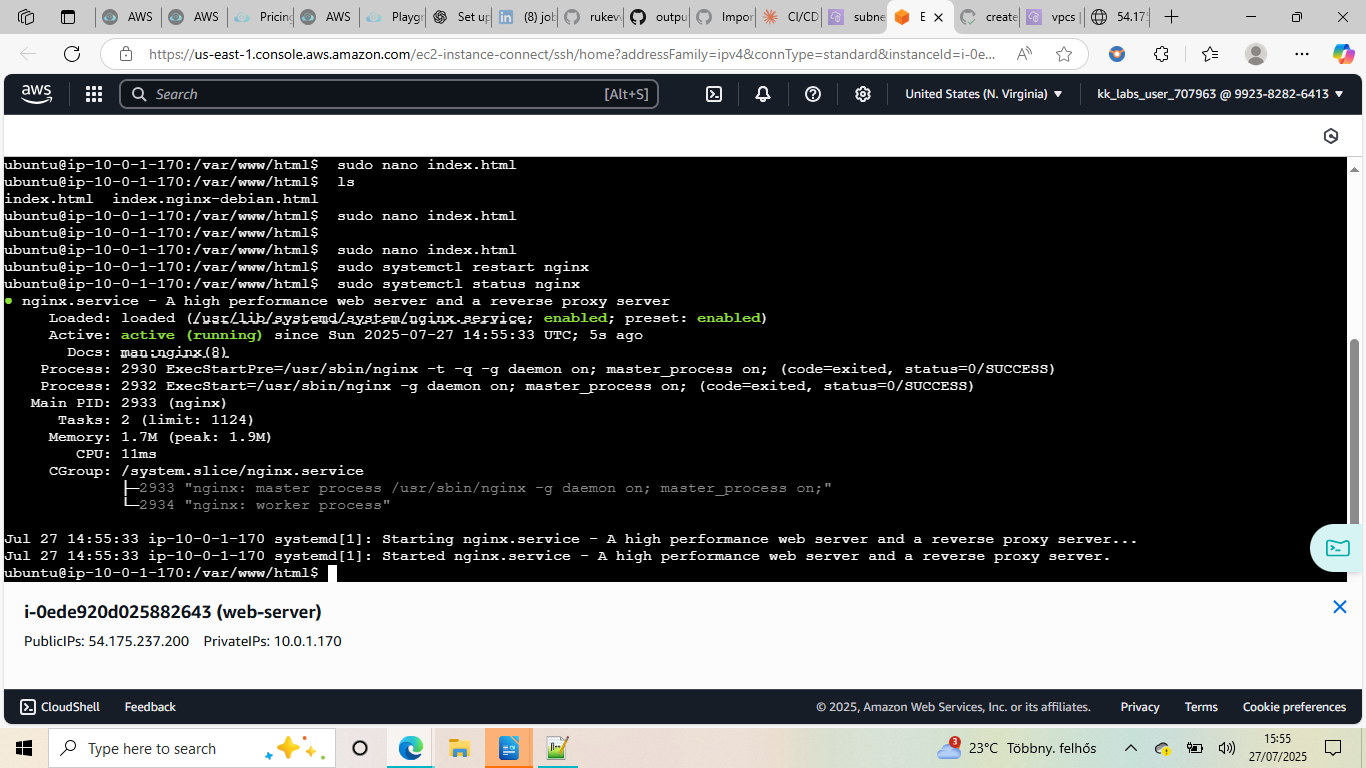 AWS
AWS
Pricing
AWS
Playgr
Set up
(8) job
rukevw
outpu
Impor
CI/CD
subne
E
create
vpcs |
54.175
https://us-east-1.console.aws.amazon.com/ec2-instance-connect/ssh/home?addressFamily=ipv4&connType=standard&instanceId=i-0e...
aws
Search
[Alt+S]
United States (N. Virginia)
kk_labs_user_707963 @ 9923-8282-6413
ubuntu@ip-10-0-1-170:/var/www/html$  sudo nano index.html
ubuntu@ip-10-0-1-170:/var/www/html$  ls
index.html  index.nginx-debian.html
ubuntu@ip-10-0-1-170:/var/www/html$  sudo nano index.html
ubuntu@ip-10-0-1-170:/var/www/html$
ubuntu@ip-10-0-1-170:/var/www/html$  sudo nano index.html
ubuntu@ip-10-0-1-170:/var/www/html$  sudo systemctl restart nginx
ubuntu@ip-10-0-1-170:/var/www/html$  sudo systemctl status nginx
● nginx.service - A high performance web server and a reverse proxy server
Loaded: loaded (/usr/lib/systemd/system/nginx.service; enabled; preset: enabled)
Active: active (running) since Sun 2025-07-27 14:55:33 UTC; 5s ago
Docs: man:nginx(8)
Process: 2930 ExecStartPre=/usr/sbin/nginx -t -q -g daemon on; master_process on; (code=exited, status=0/SUCCESS)
Process: 2932 ExecStart=/usr/sbin/nginx -g daemon on; master_process on; (code=exited, status=0/SUCCESS)
Main PID: 2933 (nginx)
Tasks: 2 (limit: 1124)
Memory: 1.7M (peak: 1.9M)
CPU: 11ms
CGroup: /system.slice/nginx.service
├─2933 "nginx: master process /usr/sbin/nginx -g daemon on; master_process on;"
└─2934 "nginx: worker process"
Jul 27 14:55:33 ip-10-0-1-170 systemd[1]: Starting nginx.service - A high performance web server and a reverse proxy server...
Jul 27 14:55:33 ip-10-0-1-170 systemd[1]: Started nginx.service - A high performance web server and a reverse proxy server.
ubuntu@ip-10-0-1-170:/var/www/html$
i-0ede920d025882643 (web-server)
PublicIPs: 54.175.237.200    PrivateIPs: 10.0.1.170
CloudShell
Feedback
© 2025, Amazon Web Services, Inc. or its affiliates.
Privacy
Terms
Cookie preferences
Type here to search
3
23°C  Többny. felhős
15:55
27/07/2025